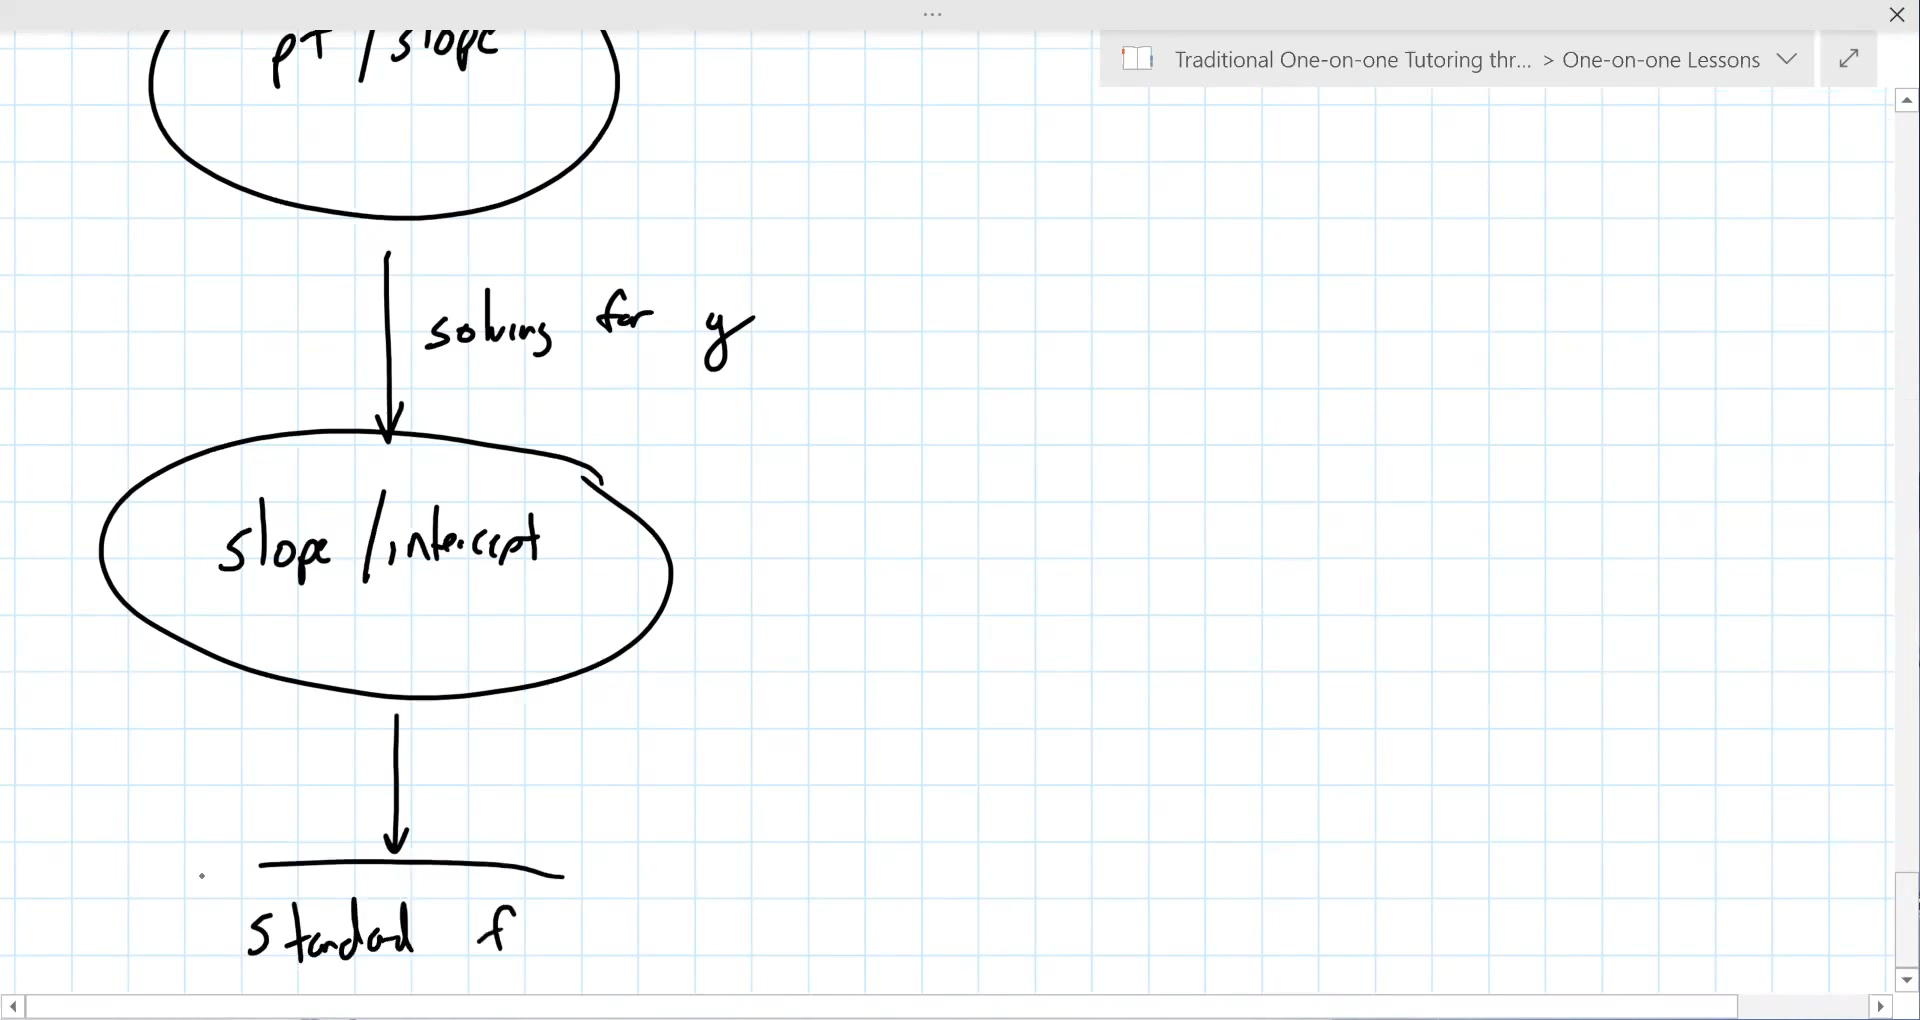 ...
Traditional One-on-one Tutoring thr... > One-on-one Lessons
pt / slope
solving for y
slope / intercept
standard f